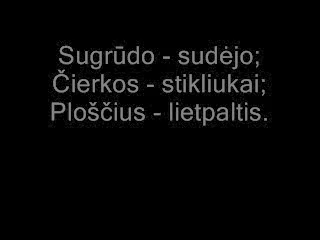 Sugrūdo - sudėjo;
Čierkos - stikliukai;
Ploščius - lietpaltis.